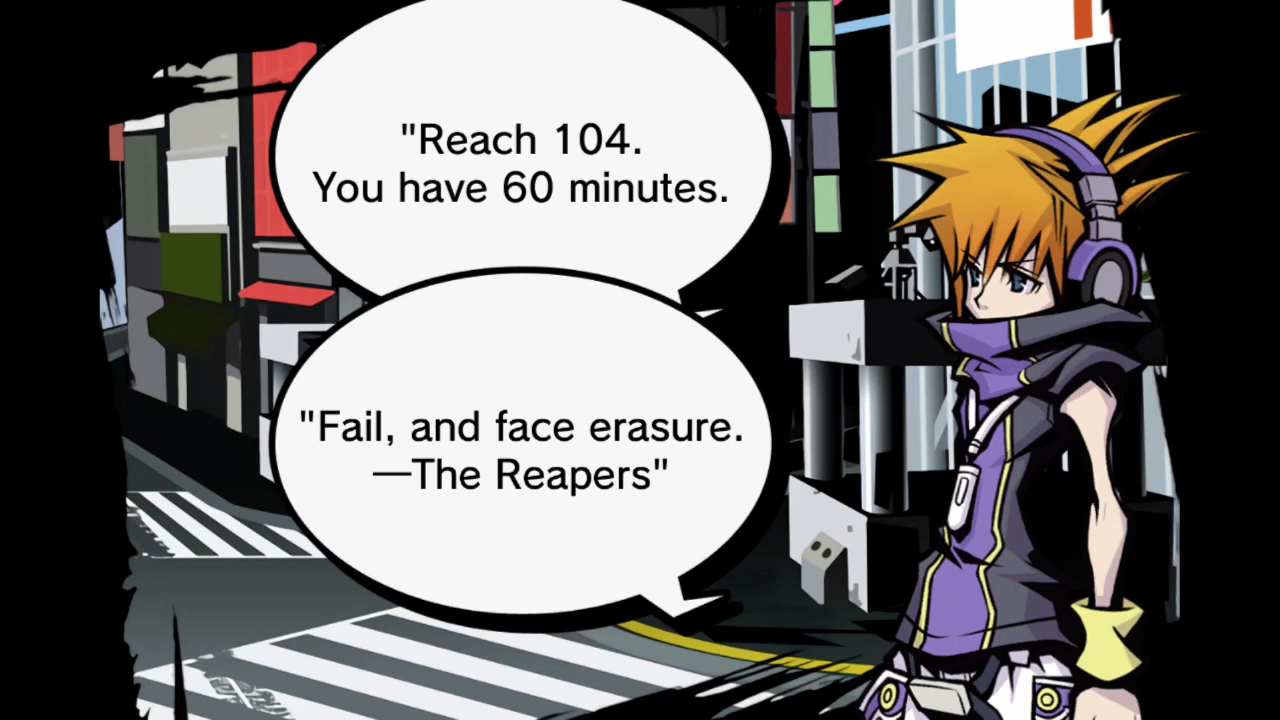 "Reach 104.
You have 60 minutes.
"Fail, and face erasure.
—The Reapers"